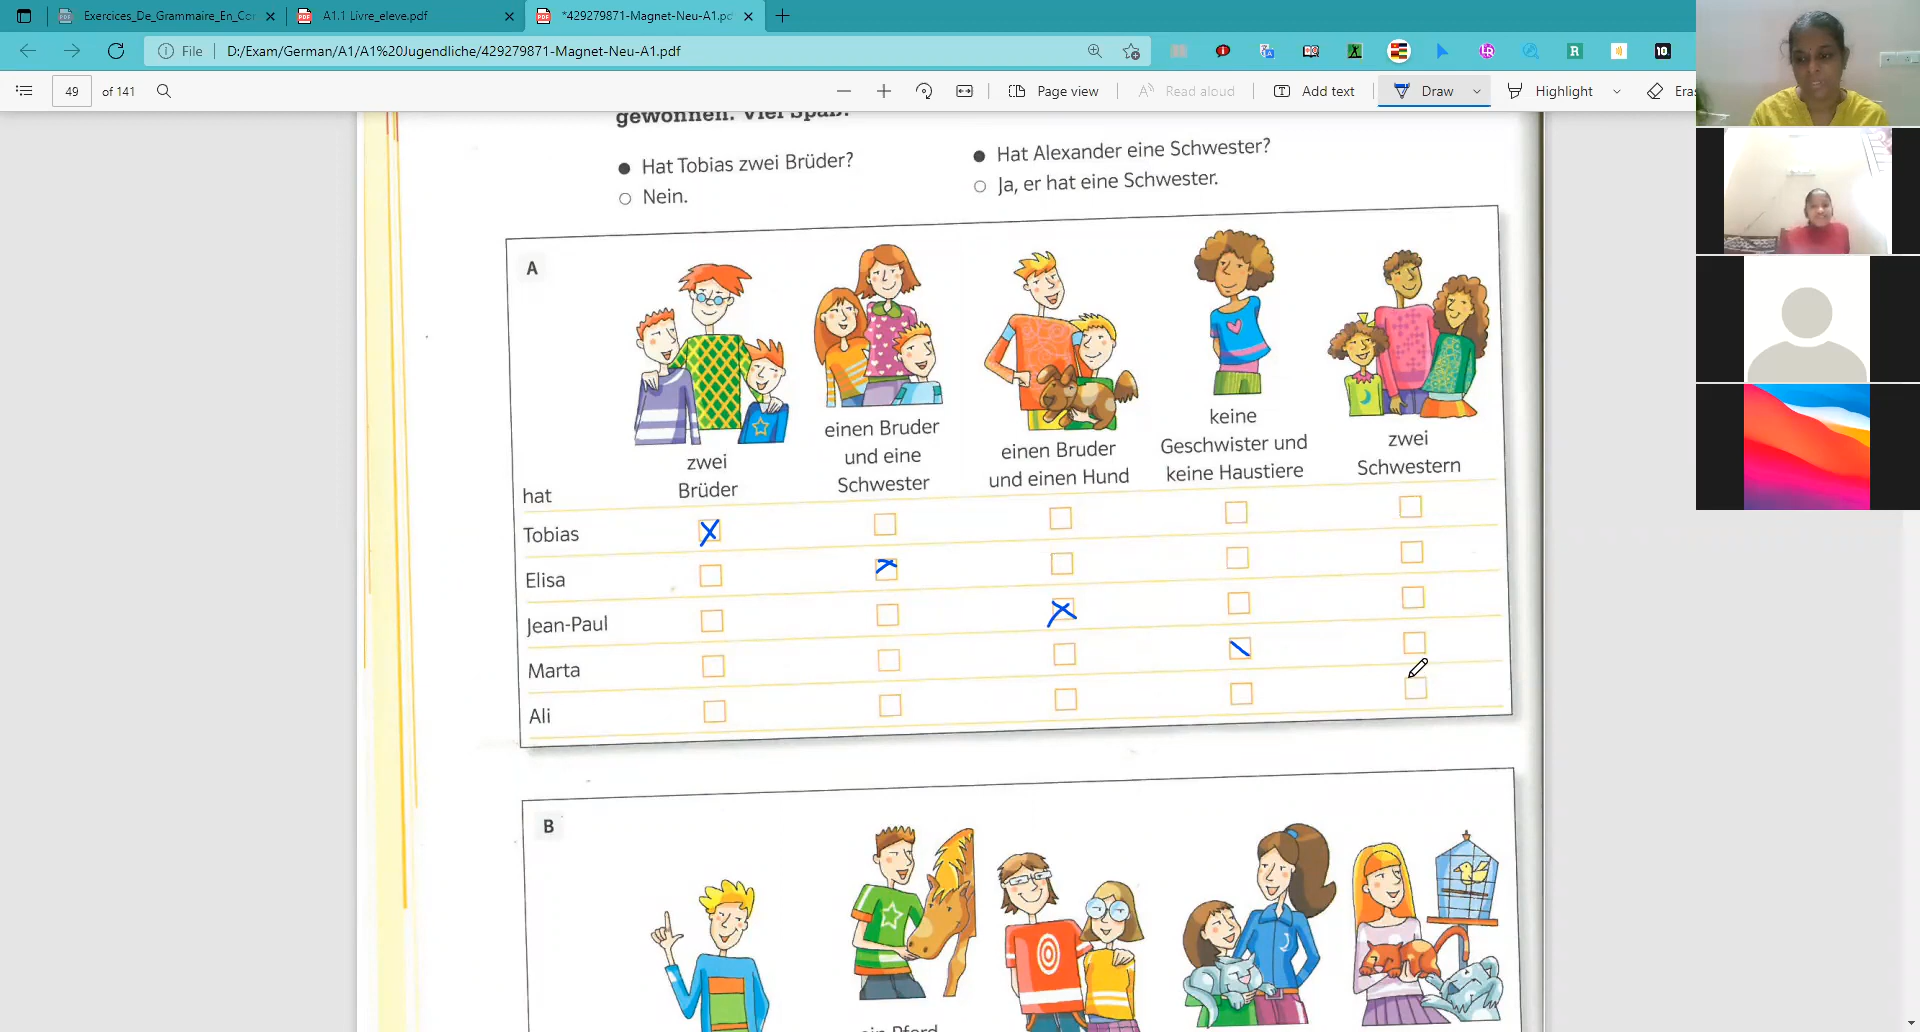 Exercices_De_Grammaire_En_Co
A1.1 Livre_eleve.pdf
*429279871-Magnet-Neu-A1.pd
File
D:/Exam/German/A1/A1%20Jugendliche/429279871-Magnet-Neu-A1.pdf
49 of 141
Page view
Read aloud
Add text
Draw
Highlight
Eras
gewonnen. Viel Spaß!
Hat Tobias zwei Brüder?
Nein.
Hat Alexander eine Schwester?
Ja, er hat eine Schwester.
A
hat
zwei
Brüder
einen Bruder
und eine
Schwester
einen Bruder
und einen Hund
keine
Geschwister und
keine Haustiere
zwei
Schwestern
Tobias
Elisa
Jean-Paul
Marta
Ali
B
ein Pferd